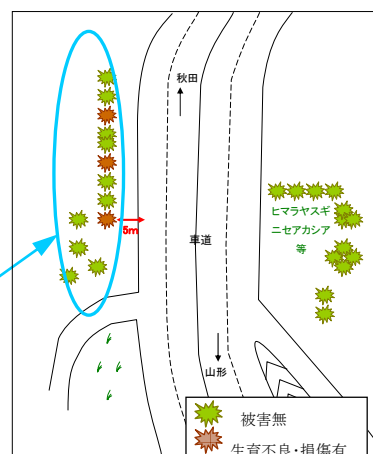 秋田
ヒマラヤスギ
ニセアカシア
等
5m
車道
山形
被害無
生育不良・損傷有